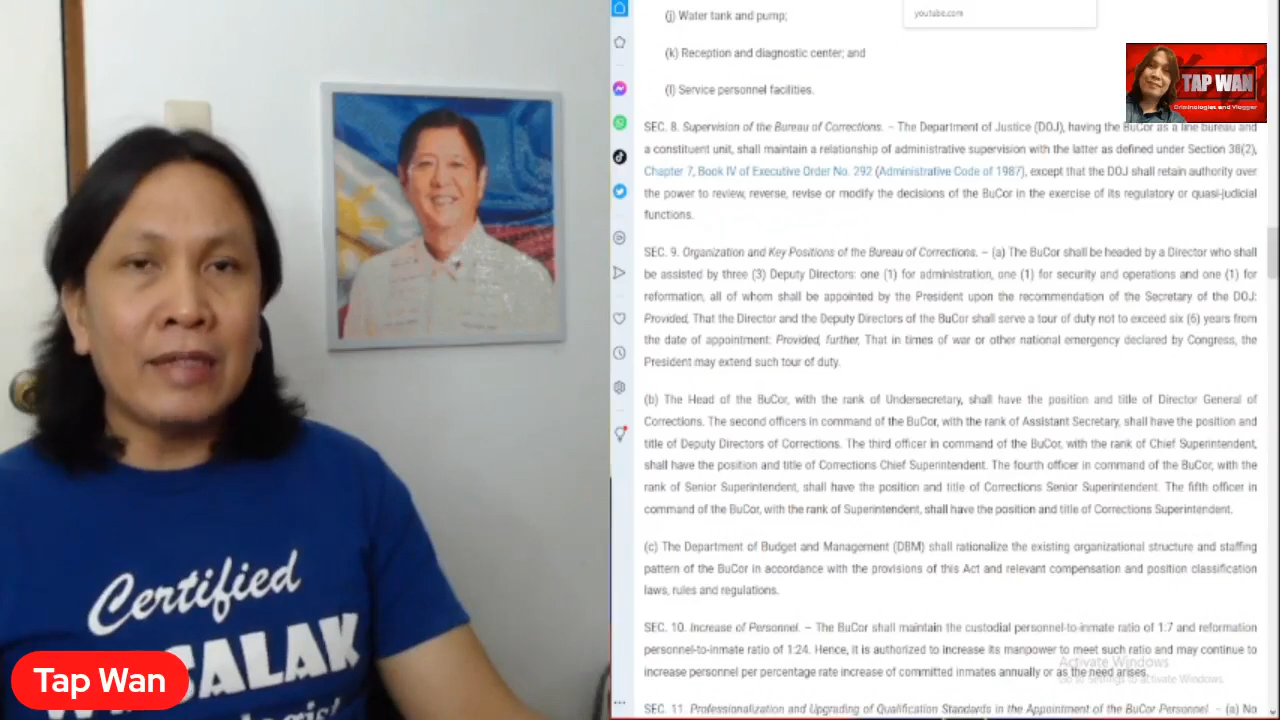 (j) Water tank and pump;
youtube.com
(k) Reception and diagnostic center; and
(l) Service personnel facilities.
TAP WAN
Criminologist and Vlogger
SEC. 8. Supervision of the Bureau of Corrections. – The Department of Justice (DOJ), having the BuCor as a line bureau and
a constituent unit, shall maintain a relationship of administrative supervision with the latter as defined under Section 38(2),
Chapter 7, Book IV of Executive Order No. 292 (Administrative Code of 1987), except that the DOJ shall retain authority over
the power to review, reverse, revise or modify the decisions of the BuCor in the exercise of its regulatory or quasi-judicial
functions.
SEC. 9. Organization and Key Positions of the Bureau of Corrections. – (a) The BuCor shall be headed by a Director who shall
be assisted by three (3) Deputy Directors: one (1) for administration, one (1) for security and operations and one (1) for
reformation, all of whom shall be appointed by the President upon the recommendation of the Secretary of the DOJ:
Provided, That the Director and the Deputy Directors of the BuCor shall serve a tour of duty not to exceed six (6) years from
the date of appointment: Provided, further, That in times of war or other national emergency declared by Congress, the
President may extend such tour of duty.
(b) The Head of the BuCor, with the rank of Undersecretary, shall have the position and title of Director General of
Corrections. The second officers in command of the BuCor, with the rank of Assistant Secretary, shall have the position and
title of Deputy Directors of Corrections. The third officer in command of the BuCor, with the rank of Chief Superintendent,
shall have the position and title of Corrections Chief Superintendent. The fourth officer in command of the BuCor, with the
rank of Senior Superintendent, shall have the position and title of Corrections Senior Superintendent. The fifth officer in
command of the BuCor, with the rank of Superintendent, shall have the position and title of Corrections Superintendent.
(c) The Department of Budget and Management (DBM) shall rationalize the existing organizational structure and staffing
pattern of the BuCor in accordance with the provisions of this Act and relevant compensation and position classification
laws, rules and regulations.
SEC. 10. Increase of Personnel. – The BuCor shall maintain the custodial personnel-to-inmate ratio of 1:7 and reformation
personnel-to-inmate ratio of 1:24. Hence, it is authorized to increase its manpower to meet such ratio and may continue to
increase personnel per percentage rate increase of committed inmates annually or as the need arises.
Activate Windows
Go to Settings to activate Windows.
SEC. 11. Professionalization and Upgrading of Qualification Standards in the Appointment of the BuCor Personnel. – (a) No
Certified
Tap Wan